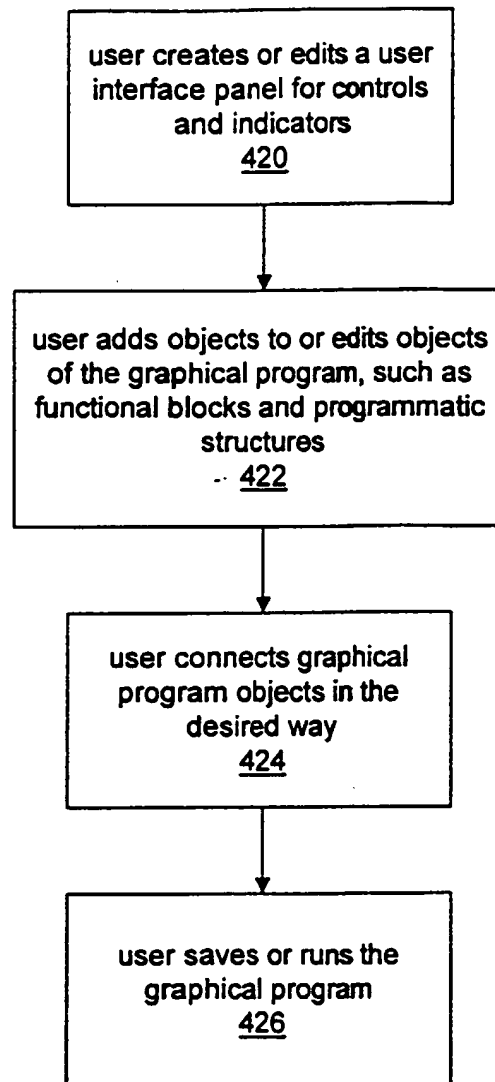 user creates or edits a user
interface panel for controls
and indicators
420
user adds objects to or edits objects
of the graphical program, such as
functional blocks and programmatic
structures
422
user connects graphical
program objects in the
desired way
424
user saves or runs the
graphical program
426